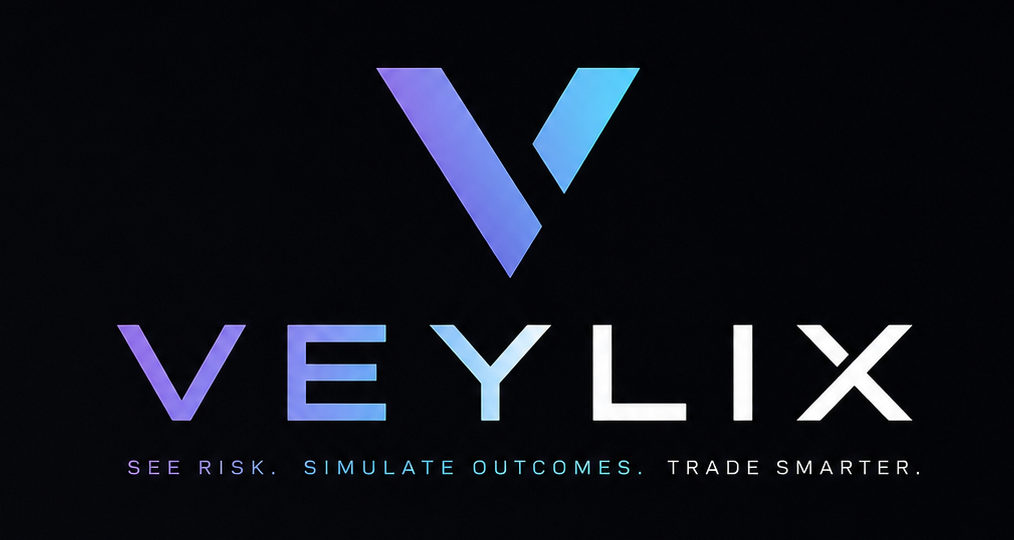 VEYLIX
SEE RISK. SIMULATE OUTCOMES. TRADE SMARTER.